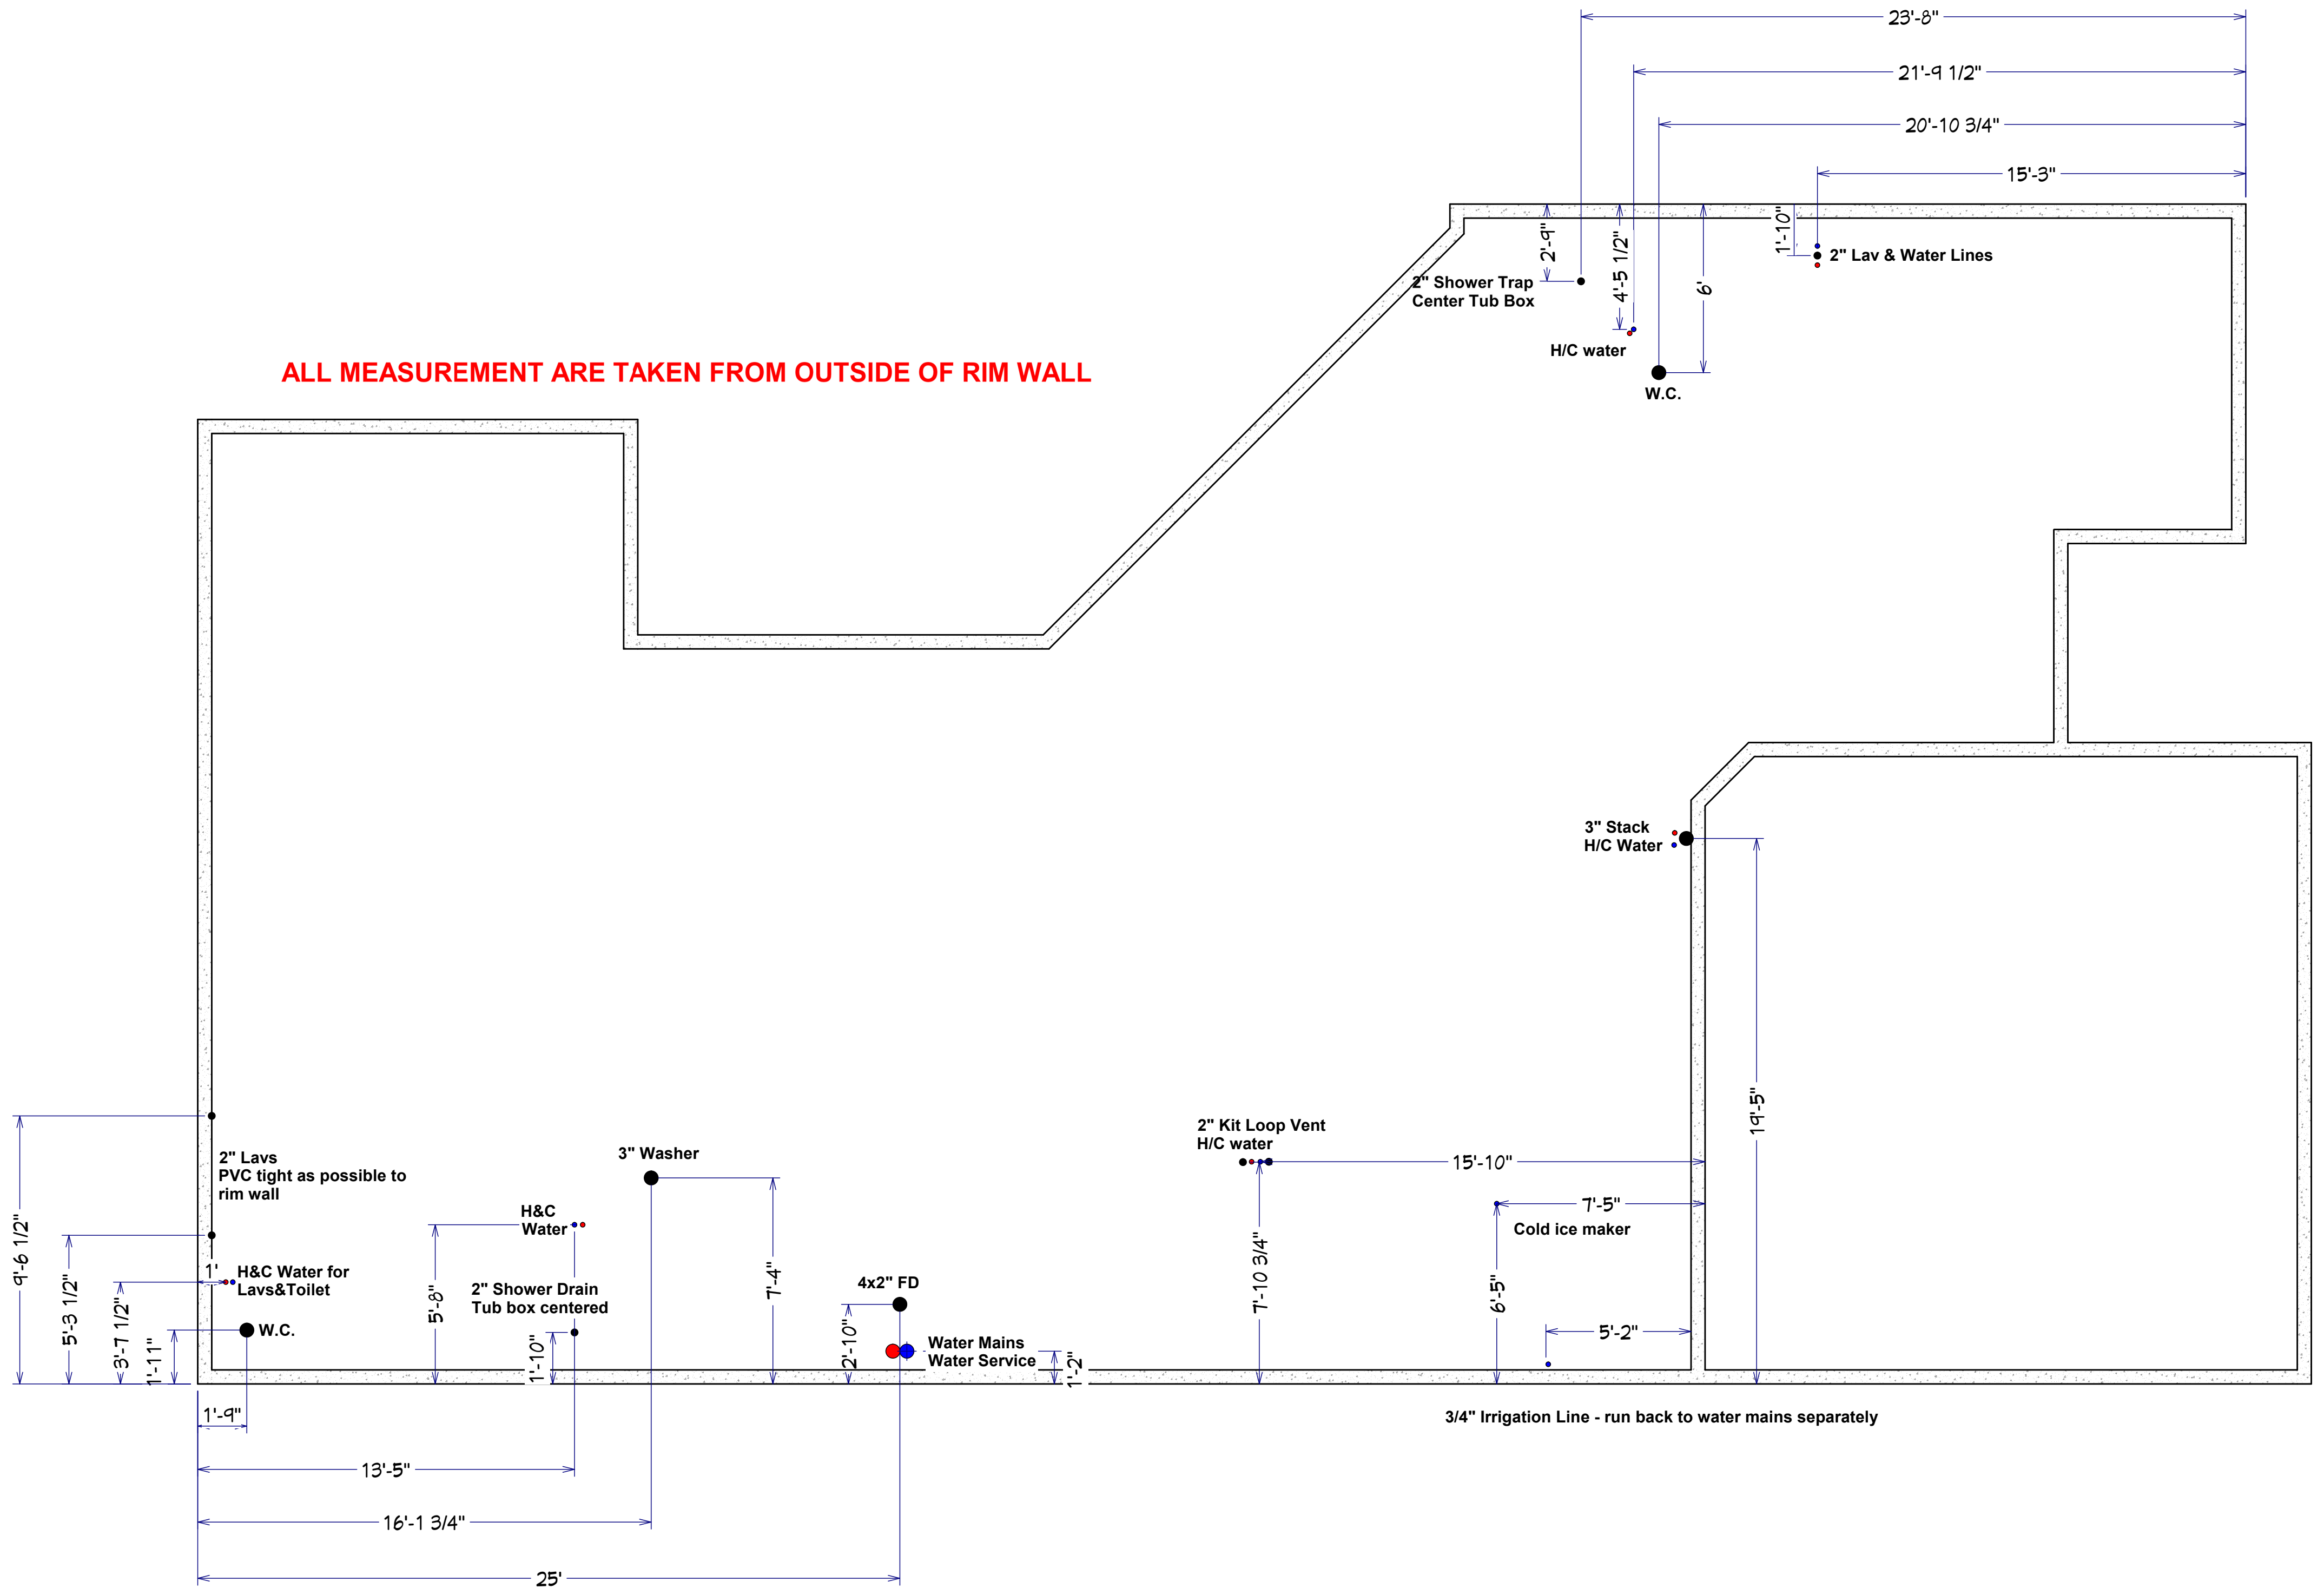 23'-8"
21'-9 1/2"
20'-10 3/4"
15'-3"
1'-10"
2'-9"
4'-5 1/2"
6'
2" Lav & Water Lines
2" Shower Trap
Center Tub Box
H/C water
W.C.
ALL MEASUREMENT ARE TAKEN FROM OUTSIDE OF RIM WALL
3" Stack
H/C Water
19'-5"
2" Kit Loop Vent
H/C water
15'-10"
7'-5"
Cold ice maker
7'-10 3/4"
6'-5"
5'-2"
3" Washer
2" Lavs
PVC tight as possible to
rim wall
H&C
Water
9'-6 1/2"
5'-3 1/2"
3'-7 1/2"
1'-11"
1'
H&C Water for
Lavs&Toilet
W.C.
5'-8"
2" Shower Drain
Tub box centered
1'-10"
7'-4"
4x2" FD
2'-10"
Water Mains
Water Service
1'-2"
1'-9"
3/4" Irrigation Line - run back to water mains separately
13'-5"
16'-1 3/4"
25'